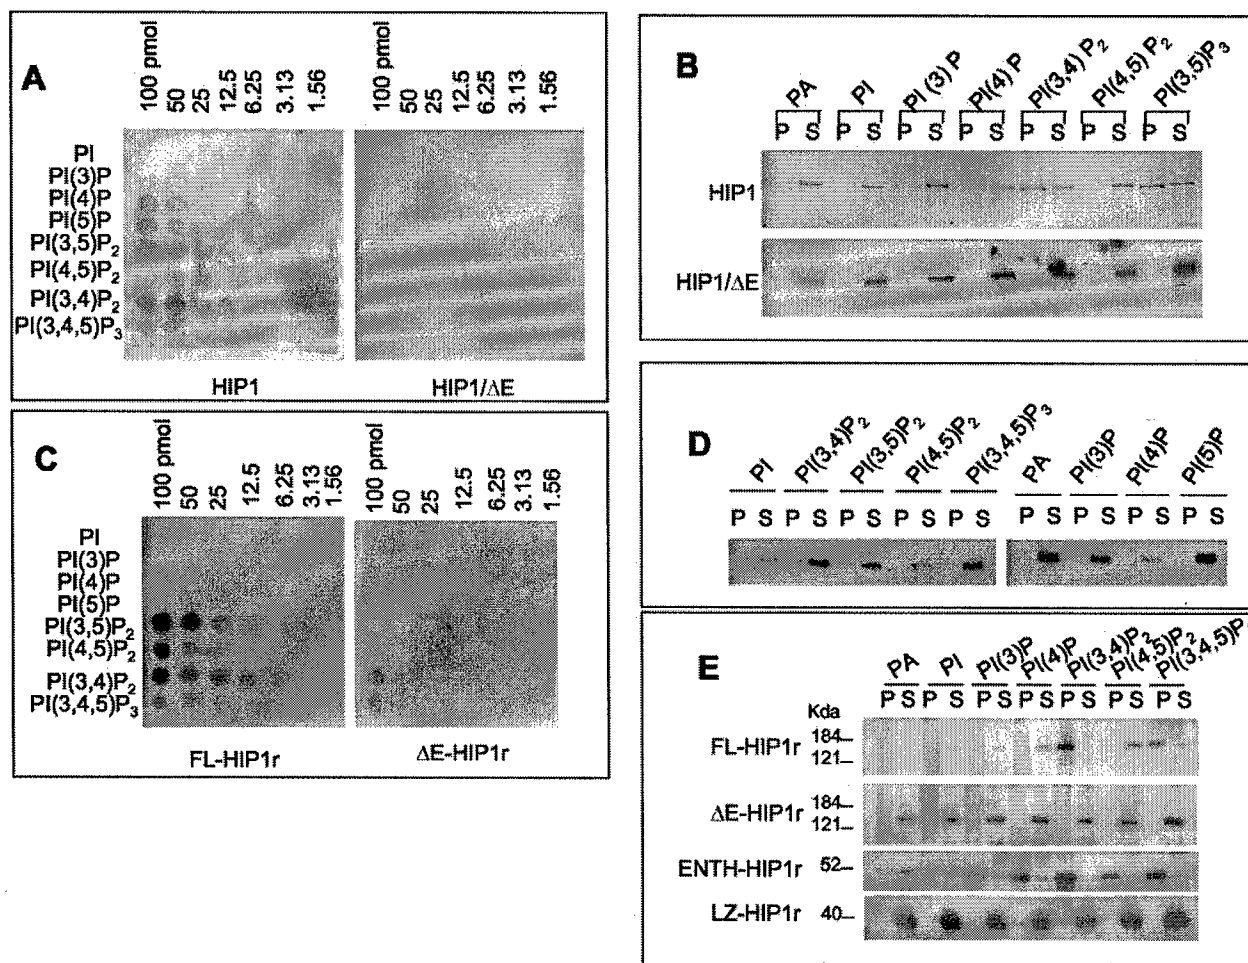 A
100 pmol 50 25 12.5 6.25 3.13 1.56
100 pmol 50 25 12.5 6.25 3.13 1.56
PI
PI(3)P
PI(4)P
PI(5)P
PI(3,5)P2
PI(4,5)P2
PI(3,4)P2
PI(3,4,5)P3
HIP1 HIP1/ΔE
B
PA PI PI (3) P PI(4) P PI(3,4) P2 PI(4,5) P2 PI(3,5)P3
P S P S P S P S P S P S P S
HIP1
HIP1/ΔE
C
100 pmol 50 25 12.5 6.25 3.13 1.56
100 pmol 50 25 12.5 6.25 3.13 1.56
PI
PI(3)P
PI(4)P
PI(5)P
PI(3,5)P2
PI(4,5)P2
PI(3,4)P2
PI(3,4,5)P3
FL-HIP1r ΔE-HIP1r
D
PI PI(3,4)P2 PI(3,5)P2 PI(4,5)P2 PI(3,4,5)P3 PA PI(3)P PI(4)P PI(5)P
P S P S P S P S P S P S P S P S P S
E
PA PI PI(3)P PI(4)P PI(3,4)P2 PI(4,5)P2 PI(3,4,5)P
P S P S P S P S P S P S P S
Kda
FL-HIP1r 184
121
ΔE-HIP1r 184
121
ENTH-HIP1r 52
LZ-HIP1r 40